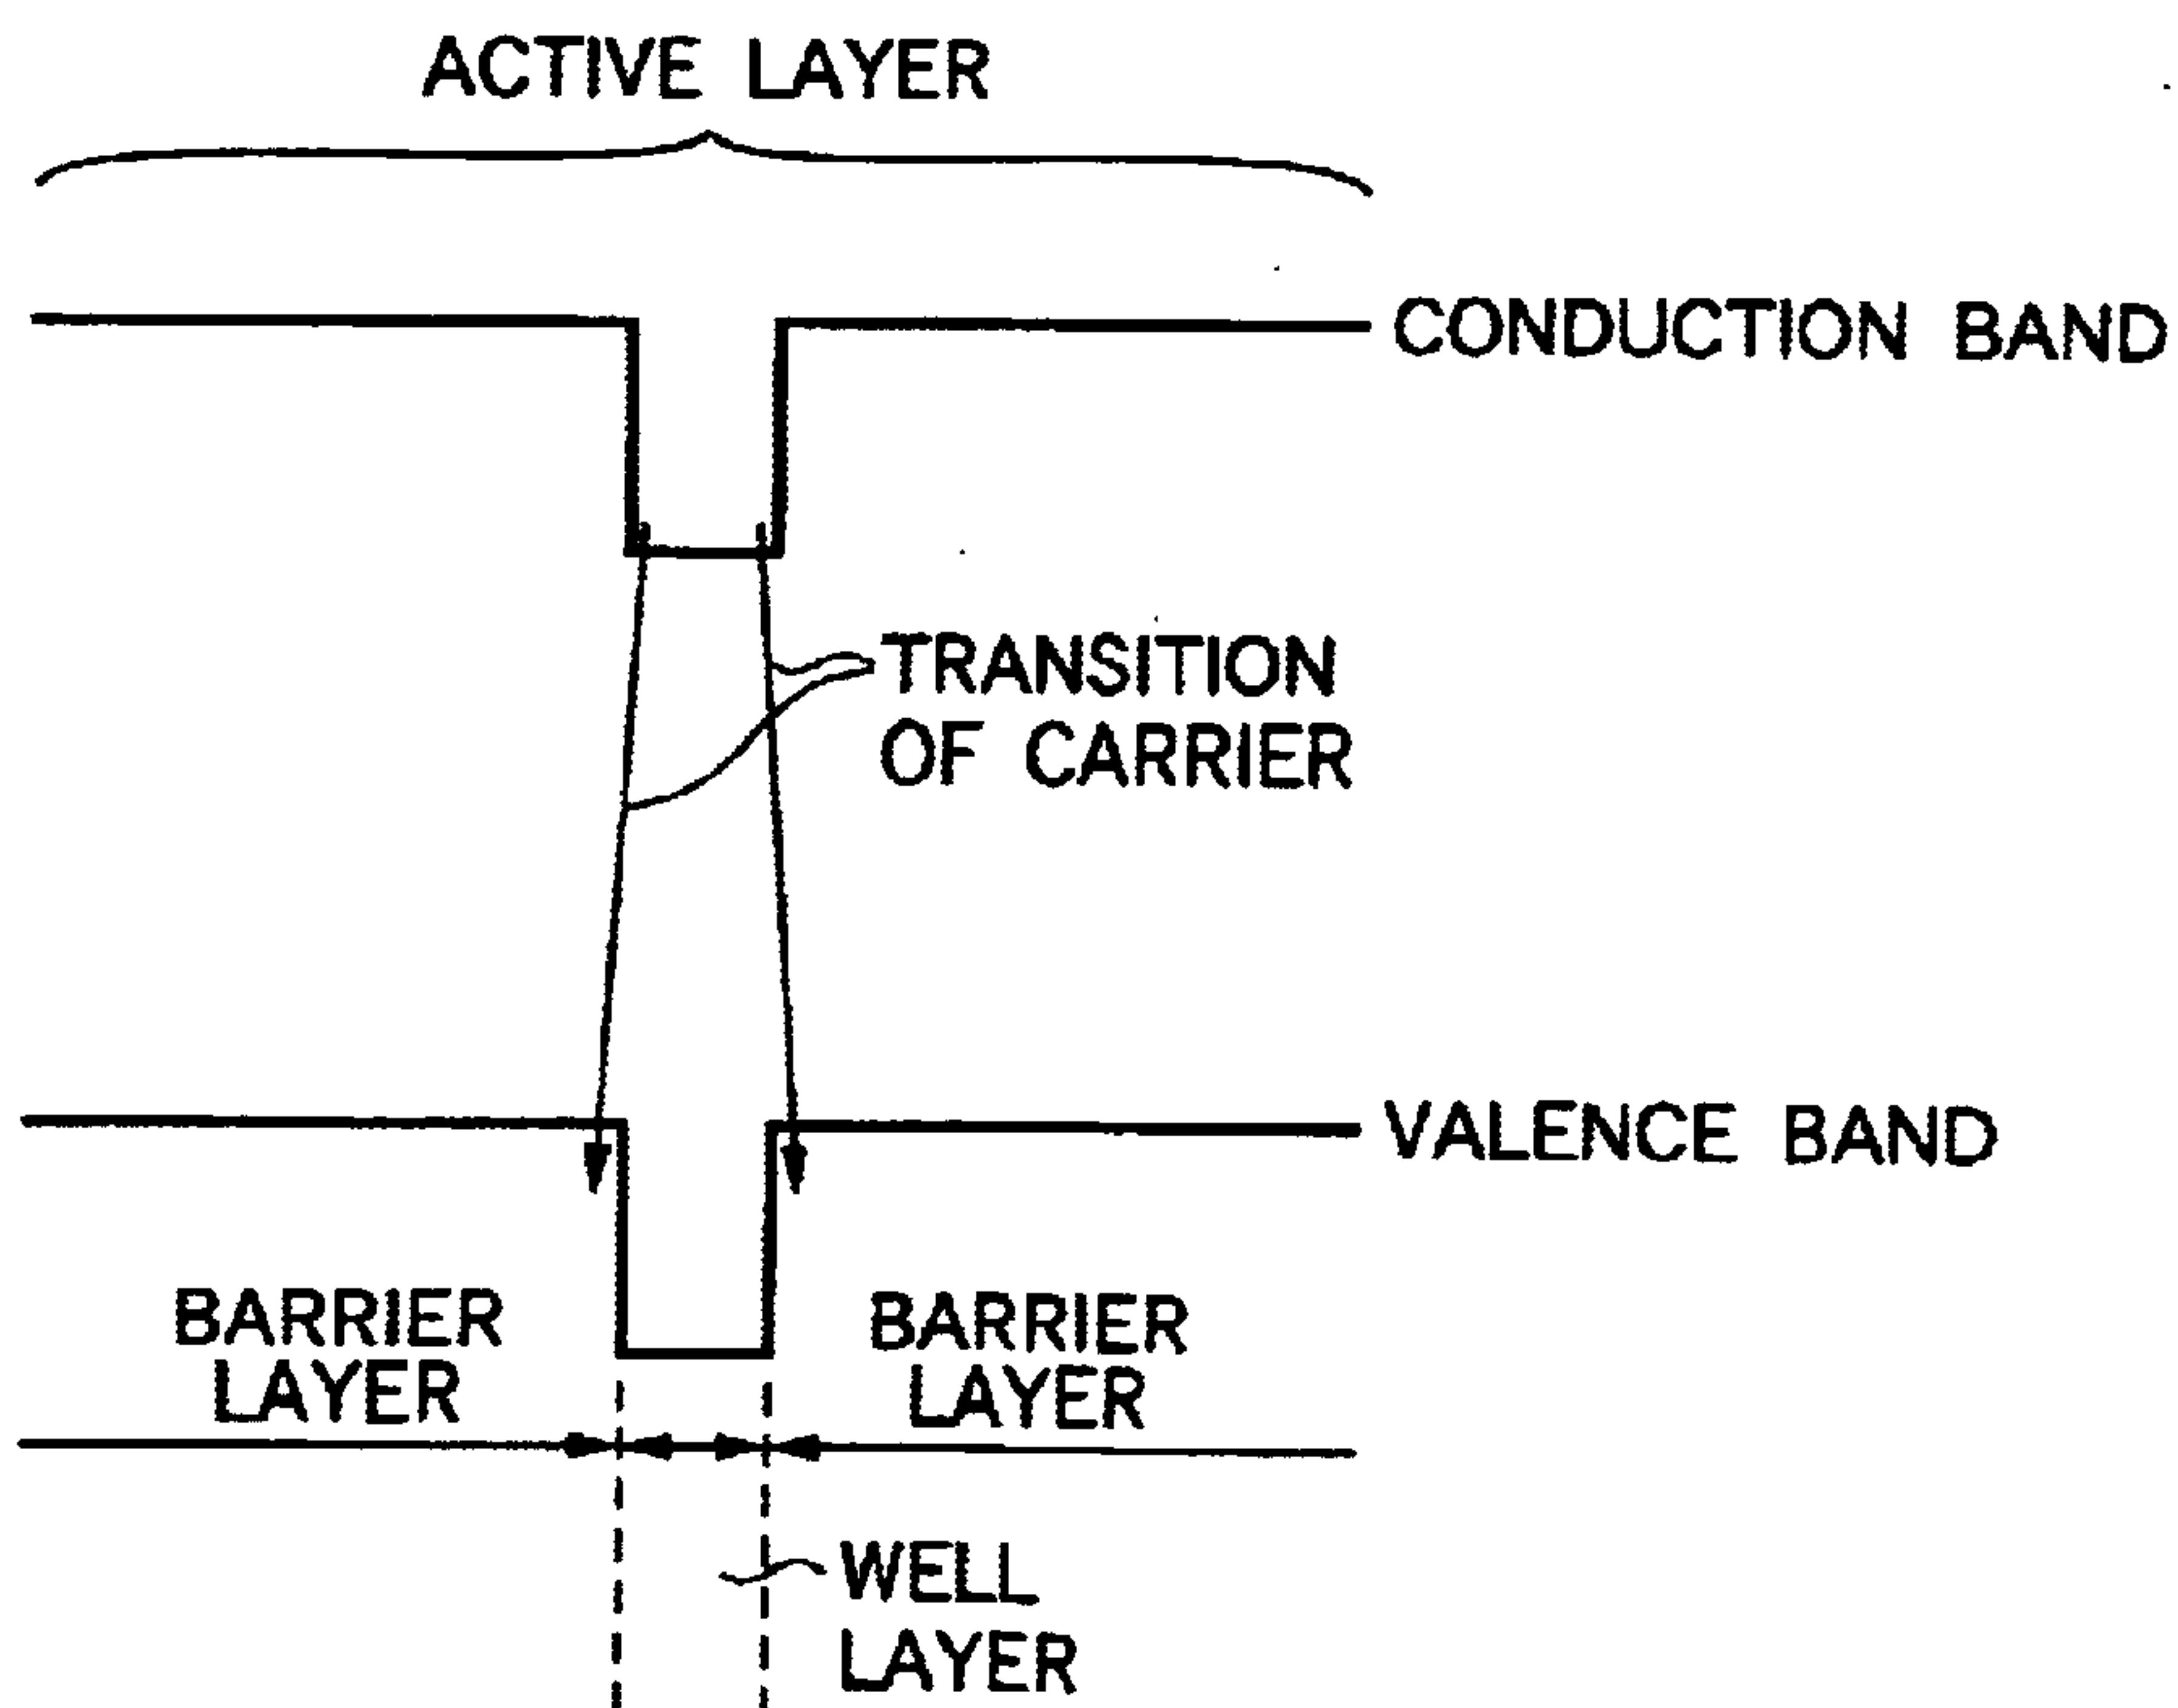 ACTIVE LAYER
CONDUCTION BAND
TRANSITION
OF CARRIER
VALENCE BAND
BARRIER
LAYER
BARRIER
LAYER
WELL
LAYER